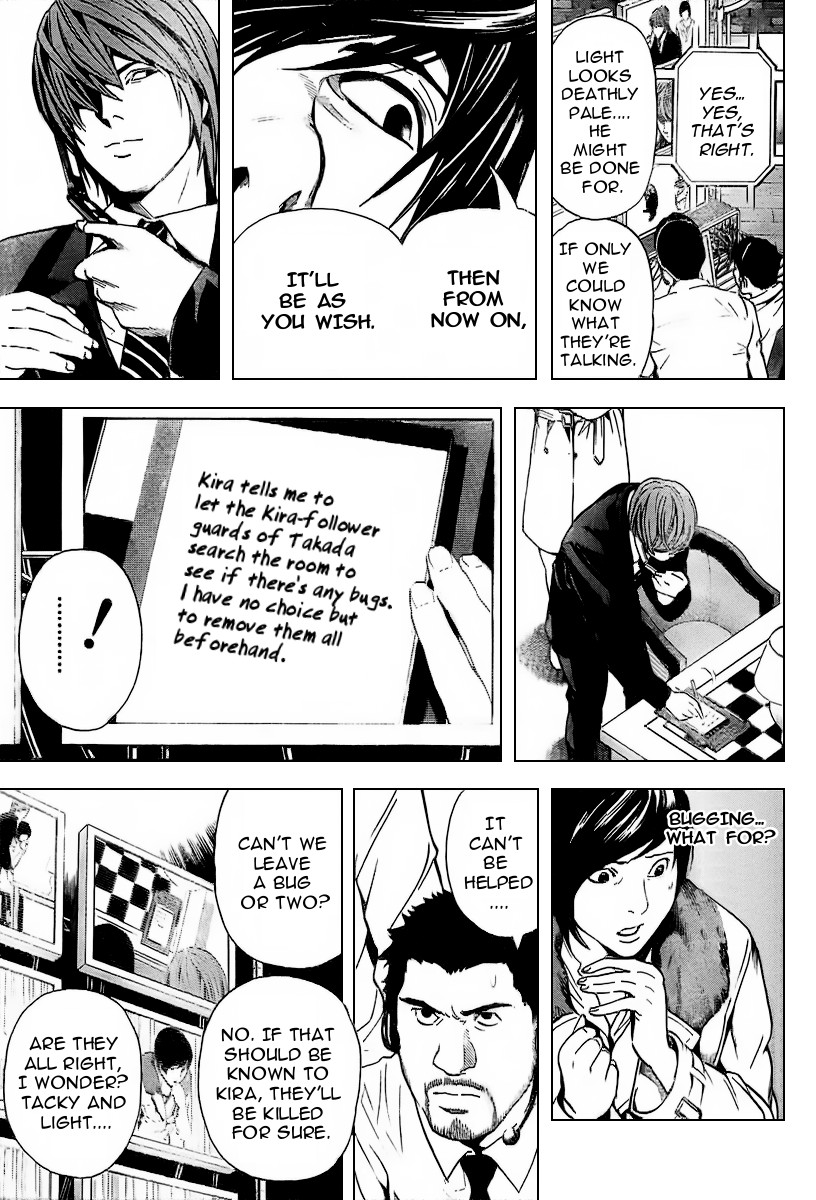 YES...
YES,
THAT'S
RIGHT.
LIGHT
LOOKS
DEATHLY
PALE....
HE
MIGHT
BE DONE
FOR.
IF ONLY
WE
COULD
KNOW
WHAT
THEY'RE
TALKING.
THEN
FROM
NOW ON,
IT'LL
BE AS
YOU WISH.
Kira tells me to
let the Kira-follower
guards of Takada
search the room to
see if there's any bugs.
I have no choice but
to remove them all
beforehand.
!
BUGGING...
WHAT FOR?
IT
CAN'T
BE
HELPED
....
CAN'T WE
LEAVE
A BUG
OR TWO?
NO. IF THAT
SHOULD BE
KNOWN TO
KIRA, THEY'LL
BE KILLED
FOR SURE.
ARE THEY
ALL RIGHT,
I WONDER?
TACKY AND
LIGHT....